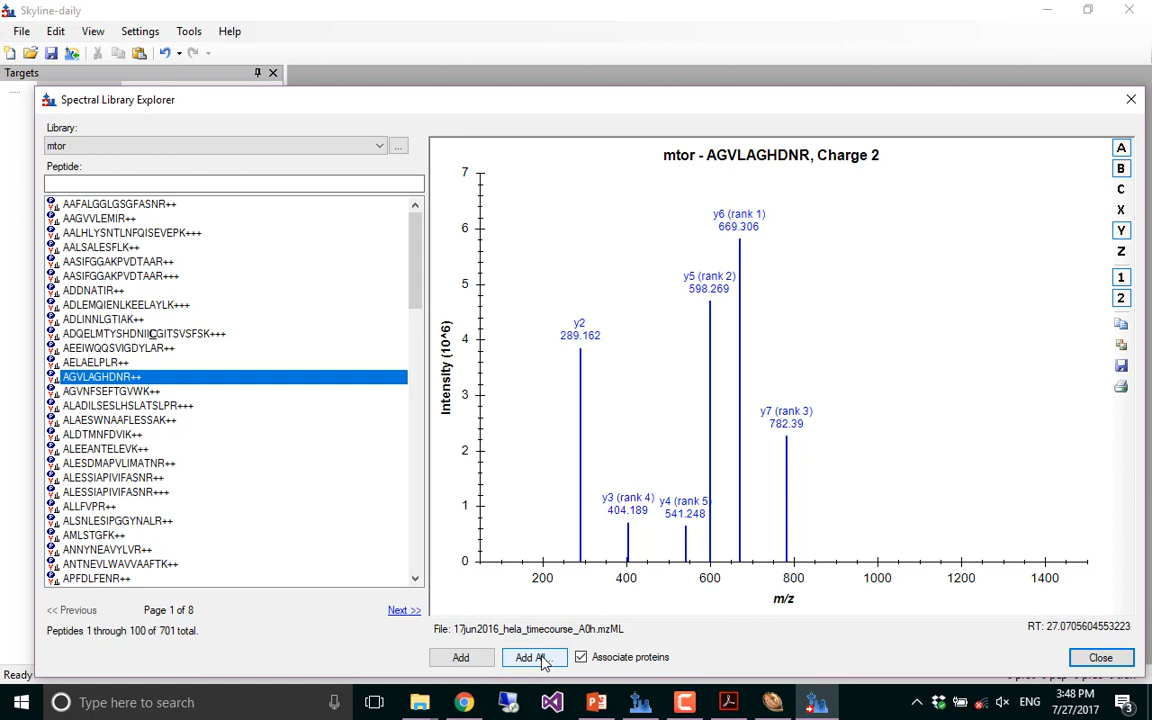 Skyline-daily
File Edit View Settings Tools Help
Targets
Spectral Library Explorer
Library:
mtor
...
Peptide:
AAFALGGLGSGFASNR++
AAGVVLEMIR++
AALHLYSNTLNFQISEVEPK+++
AALSALESFLK++
AASIFGGAKPVDTAAR++
AASIFGGAKPVDTAAR+++
ADDNATIR++
ADLEMQIENLKEELAYLK+++
ADLINNLGTIAK++
ADQELMTYSHDNIICGITSVSFSK+++
AEEIWQQSVIGDYLAR++
AELAELPLR++
AGVLAGHDNR++
AGVNFSEFTGVWK++
ALADILSESLHSLATSLPR+++
ALAESWNAAFLESSAK++
ALDTMNFDVIK++
ALEEANTELEVK++
ALESDMAPVLIMATNR++
ALESSIAPIVIFASNR++
ALESSIAPIVIFASNR+++
ALLFVPR++
ALSNLESIPGGYNALR++
AMLSTGFK++
ANNYNEAVYLVR++
ANTNEVLWAVVAAFTK++
APFDLFENR++
<< Previous Page 1 of 8 Next >>
Peptides 1 through 100 of 701 total.
mtor - AGVLAGHDNR, Charge 2
Intensity (10^6)
7
6
5
4
3
2
1
0
y6 (rank 1)
669.306
y5 (rank 2)
598.269
y2
289.162
y7 (rank 3)
782.39
y3 (rank 4)
404.189
y4 (rank 5)
541.248
200 400 600 800 1000 1200 1400
m/z
A
B
C
X
Y
Z
1
2
File: 17jun2016_hela_timecourse_A0h.mzML
RT: 27.0705604553223
Add Add All... Associate proteins Close
Ready
Type here to search
ENG
3:48 PM
7/27/2017
3